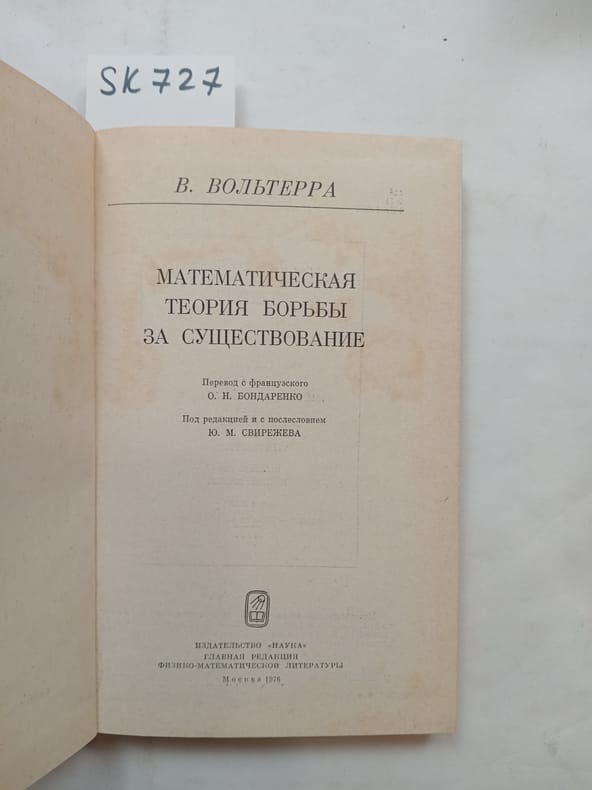 SK727
В. ВОЛЬТЕРРА
МАТЕМАТИЧЕСКАЯ
ТЕОРИЯ БОРЬБЫ
ЗА СУЩЕСТВОВАНИЕ
Перевод с французского
О. Н. БОНДАРЕНКО
Под редакцией и с послесловием
Ю. М. СВИРЕЖЕВА
ИЗДАТЕЛЬСТВО «НАУКА»
ГЛАВНАЯ РЕДАКЦИЯ
ФИЗИКО-МАТЕМАТИЧЕСКОЙ ЛИТЕРАТУРЫ
Москва 1976